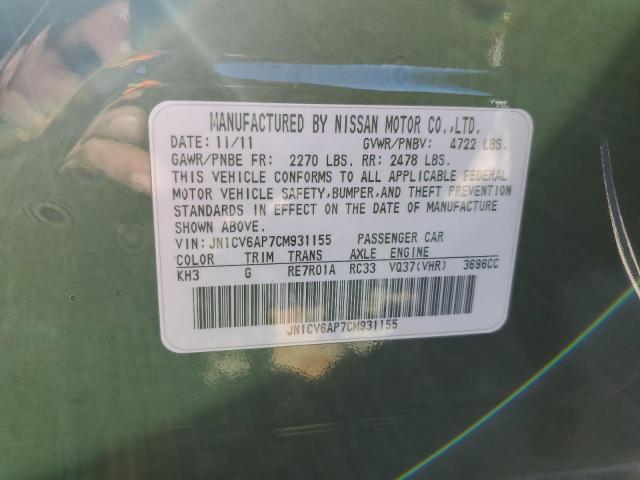 MANUFACTURED BY NISSAN MOTOR CO.,LTD.
DATE: 11/11 GVWR/PNBV: 4722 LBS.
GAWR/PNBE FR: 2270 LBS. RR: 2478 LBS.
THIS VEHICLE CONFORMS TO ALL APPLICABLE FEDERAL
MOTOR VEHICLE SAFETY, BUMPER, AND THEFT PREVENTION
STANDARDS IN EFFECT ON THE DATE OF MANUFACTURE
SHOWN ABOVE.
VIN: JN1CV6AP7CM931155 PASSENGER CAR
COLOR TRIM TRANS AXLE ENGINE
KH3 G RE7R01A RC33 VQ37(VHR) 3696CC
JN1CV6AP7CM931155